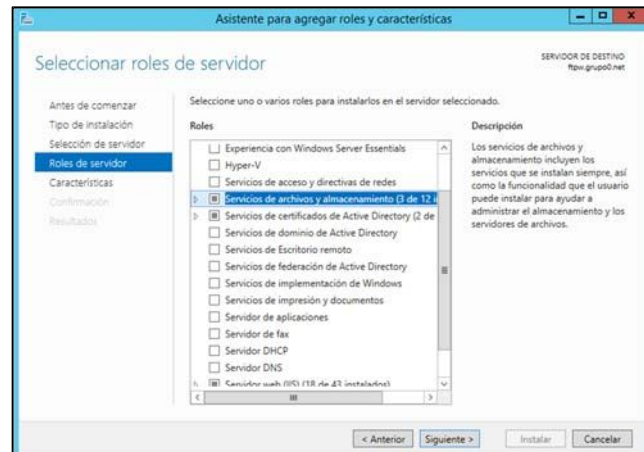 Asistente para agregar roles y características
Seleccionar roles de servidor
SERVIDOR DE DESTINO
ftpw.grupo0.net
Antes de comenzar
Tipo de instalación
Selección de servidor
Roles de servidor
Características
Confirmación
Resultados
Seleccione uno o varios roles para instalarlos en el servidor seleccionado.
Roles
Experiencia con Windows Server Essentials
Hyper-V
Servicios de acceso y directivas de redes
Servicios de archivos y almacenamiento (3 de 12 i
Servicios de certificados de Active Directory (2 de
Servicios de dominio de Active Directory
Servicios de Escritorio remoto
Servicios de federación de Active Directory
Servicios de implementación de Windows
Servicios de impresión y documentos
Servidor de aplicaciones
Servidor de fax
Servidor DHCP
Servidor DNS
Servidor web (IIS) (18 de 43 instalados)
Descripción
Los servicios de archivos y
almacenamiento incluyen los
servicios que se instalan siempre, así
como la funcionalidad que el usuario
puede instalar para ayudar a
administrar el almacenamiento y los
servidores de archivos.
< Anterior
Siguiente >
Instalar
Cancelar